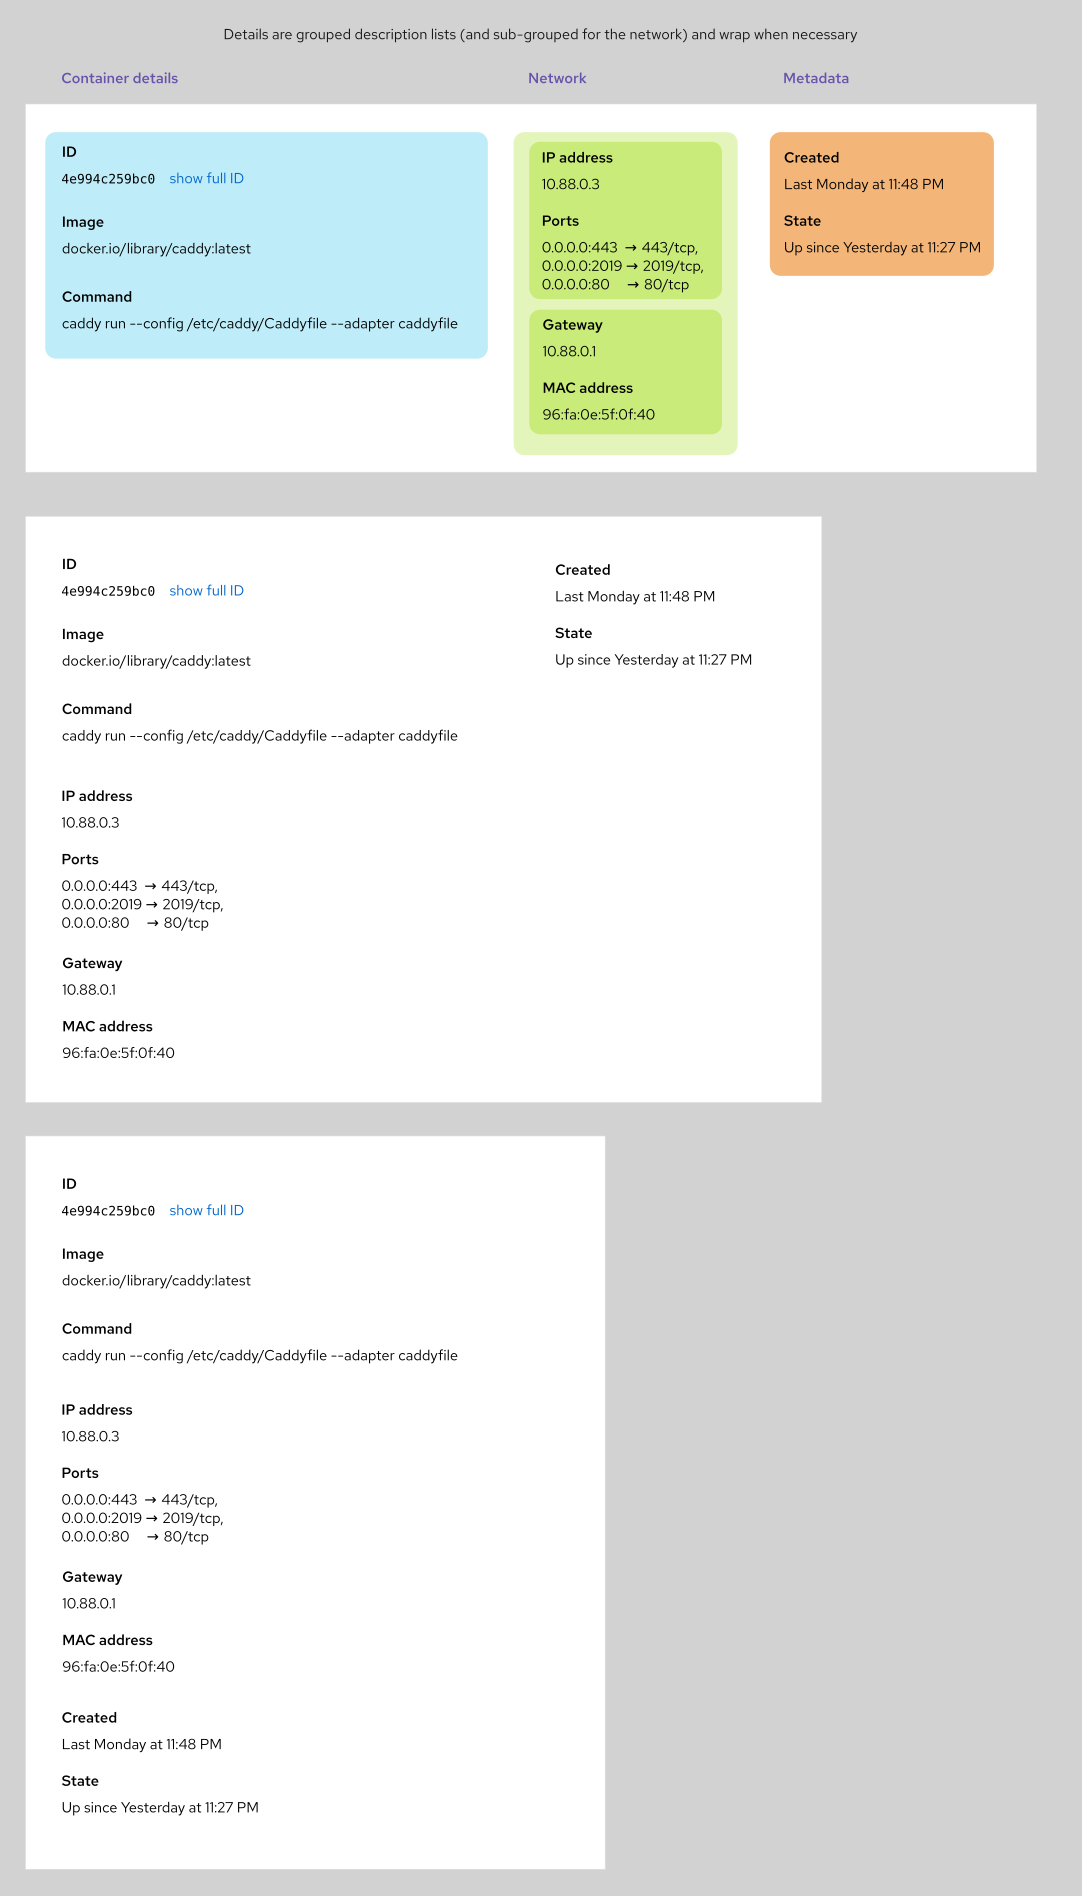 Details are grouped description lists (and sub-grouped for the network) and wrap when necessary
Container details
Network
Metadata
ID
4e994c259bc0 show full ID
Image
docker.io/library/caddy:latest
Command
caddy run --config /etc/caddy/Caddyfile --adapter caddyfile
IP address
10.88.0.3
Ports
0.0.0.0:443 → 443/tcp,
0.0.0.0:2019 → 2019/tcp,
0.0.0.0:80 → 80/tcp
Gateway
10.88.0.1
MAC address
96:fa:0e:5f:0f:40
Created
Last Monday at 11:48 PM
State
Up since Yesterday at 11:27 PM
ID
4e994c259bc0 show full ID
Image
docker.io/library/caddy:latest
Command
caddy run --config /etc/caddy/Caddyfile --adapter caddyfile
Created
Last Monday at 11:48 PM
State
Up since Yesterday at 11:27 PM
IP address
10.88.0.3
Ports
0.0.0.0:443 → 443/tcp,
0.0.0.0:2019 → 2019/tcp,
0.0.0.0:80 → 80/tcp
Gateway
10.88.0.1
MAC address
96:fa:0e:5f:0f:40
ID
4e994c259bc0 show full ID
Image
docker.io/library/caddy:latest
Command
caddy run --config /etc/caddy/Caddyfile --adapter caddyfile
IP address
10.88.0.3
Ports
0.0.0.0:443 → 443/tcp,
0.0.0.0:2019 → 2019/tcp,
0.0.0.0:80 → 80/tcp
Gateway
10.88.0.1
MAC address
96:fa:0e:5f:0f:40
Created
Last Monday at 11:48 PM
State
Up since Yesterday at 11:27 PM